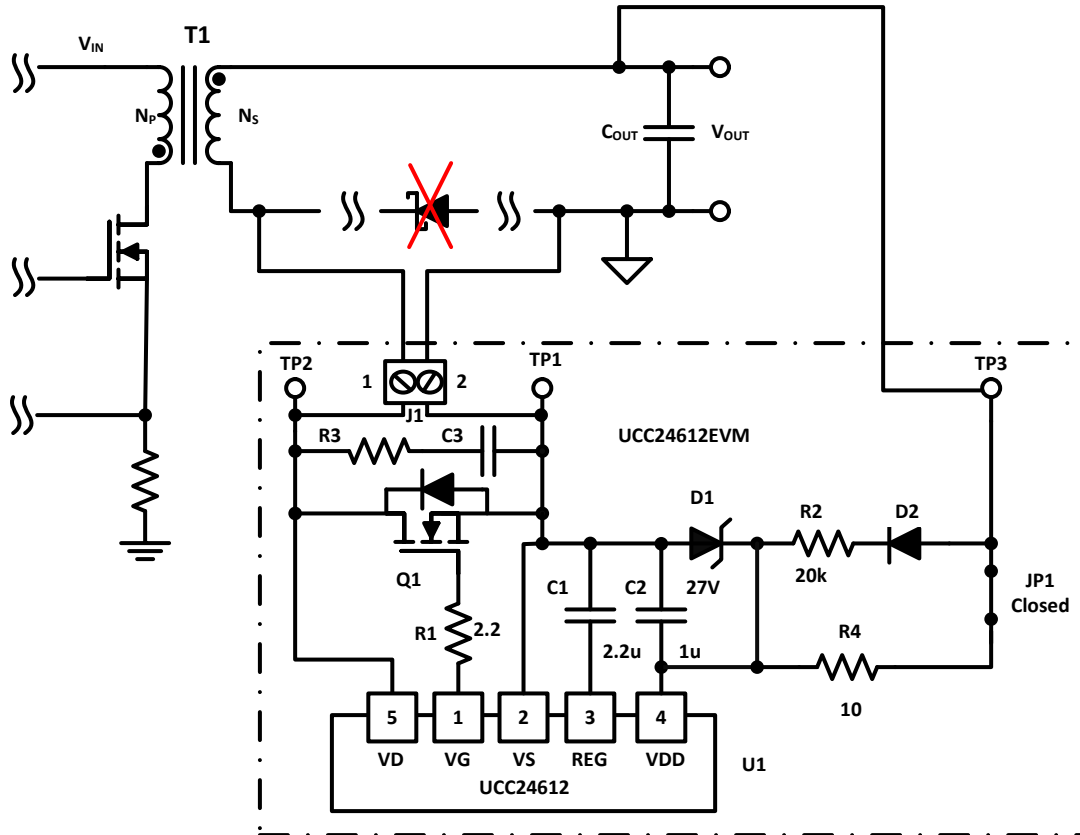 T1
VIN
NP
NS
COUT
VOUT
TP2
1
2
TP1
TP3
J1
R3
C3
UCC24612EVM
D1
R2
D2
Q1
C1
C2
27V
20k
JP1
Closed
R1
2.2
2.2u
1u
R4
10
5
1
2
3
4
VD
VG
VS
REG
VDD
U1
UCC24612